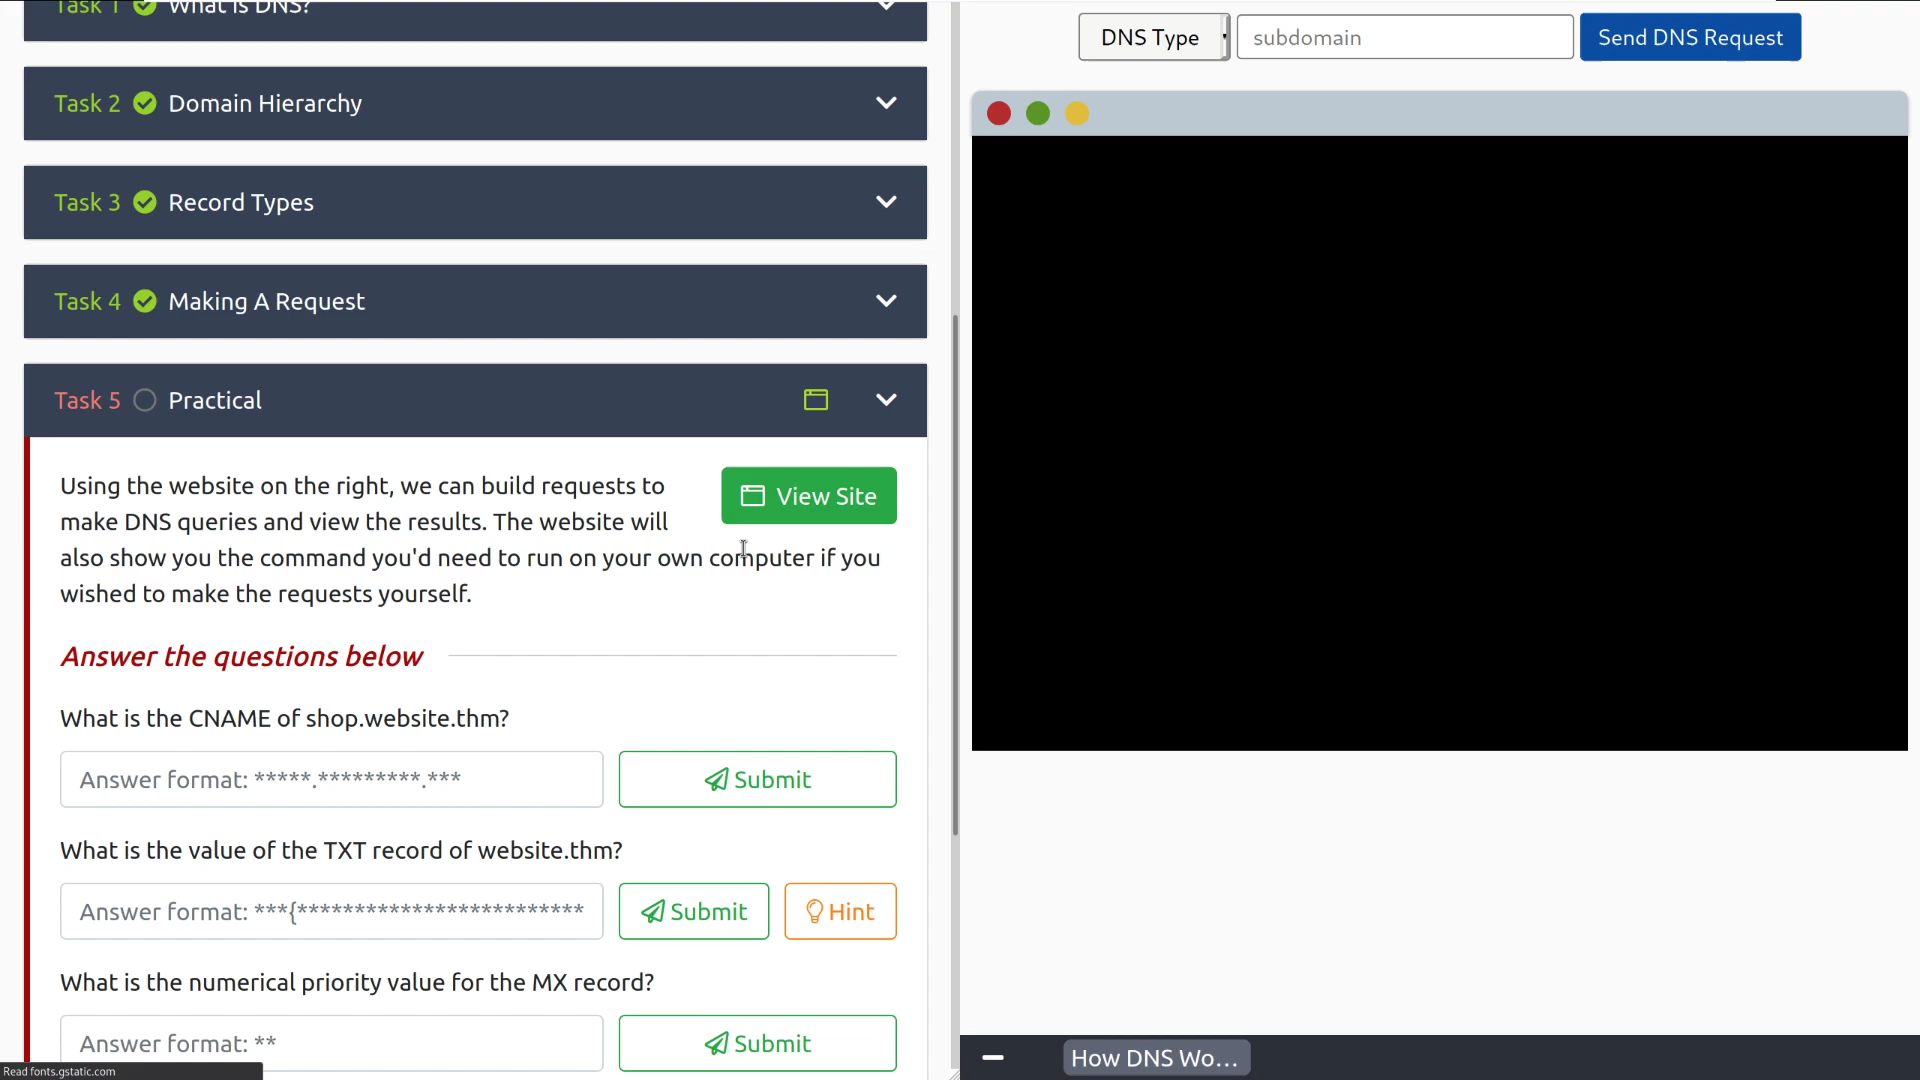 Task 1 What is DNS?
Task 2 Domain Hierarchy
Task 3 Record Types
Task 4 Making A Request
Task 5 Practical
Using the website on the right, we can build requests to
make DNS queries and view the results. The website will
also show you the command you'd need to run on your own computer if you
wished to make the requests yourself.
View Site
Answer the questions below
What is the CNAME of shop.website.thm?
Answer format: *****.*********.***
Submit
What is the value of the TXT record of website.thm?
Answer format: ***{*************************
Submit
Hint
What is the numerical priority value for the MX record?
Answer format: **
Submit
Read fonts.gstatic.com
DNS Type
subdomain
Send DNS Request
How DNS Wo...